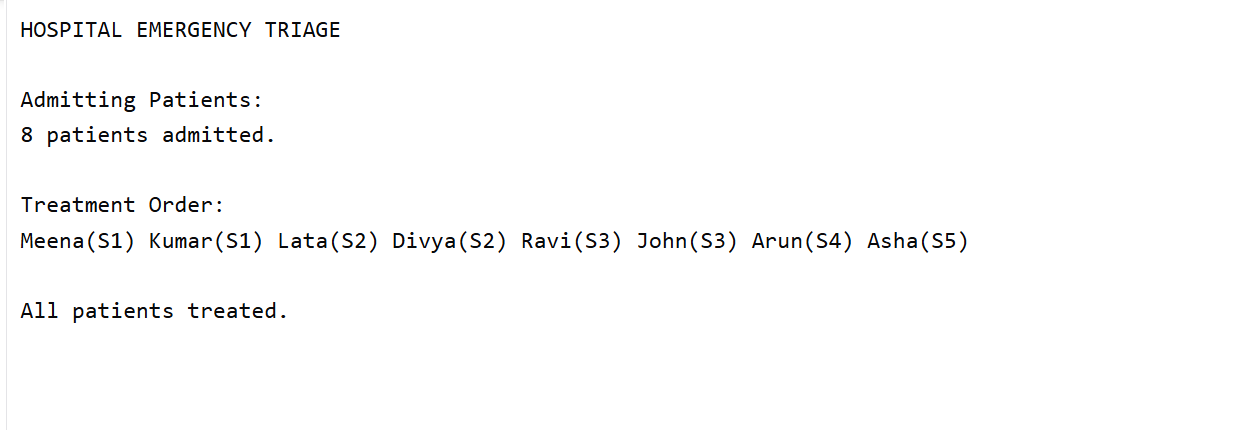 HOSPITAL EMERGENCY TRIAGE
Admitting Patients:
8 patients admitted.
Treatment Order:
Meena(S1) Kumar(S1) Lata(S2) Divya(S2) Ravi(S3) John(S3) Arun(S4) Asha(S5)
All patients treated.